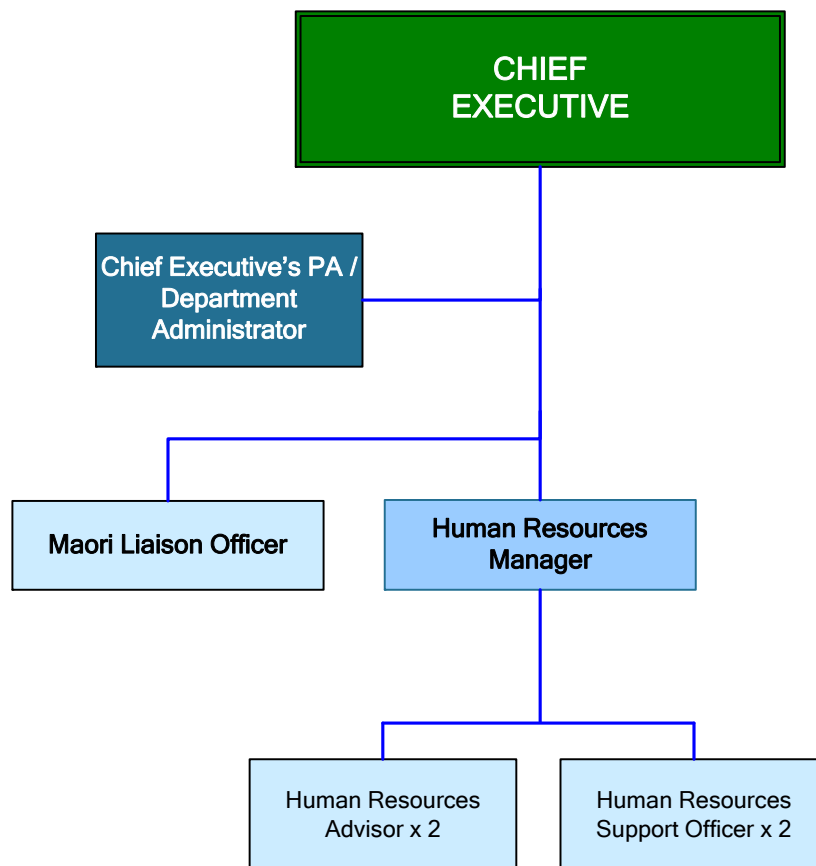 CHIEF
EXECUTIVE
Chief Executive’s PA /
Department
Administrator
Maori Liaison Officer
Human Resources
Manager
Human Resources
Advisor x 2
Human Resources
Support Officer x 2